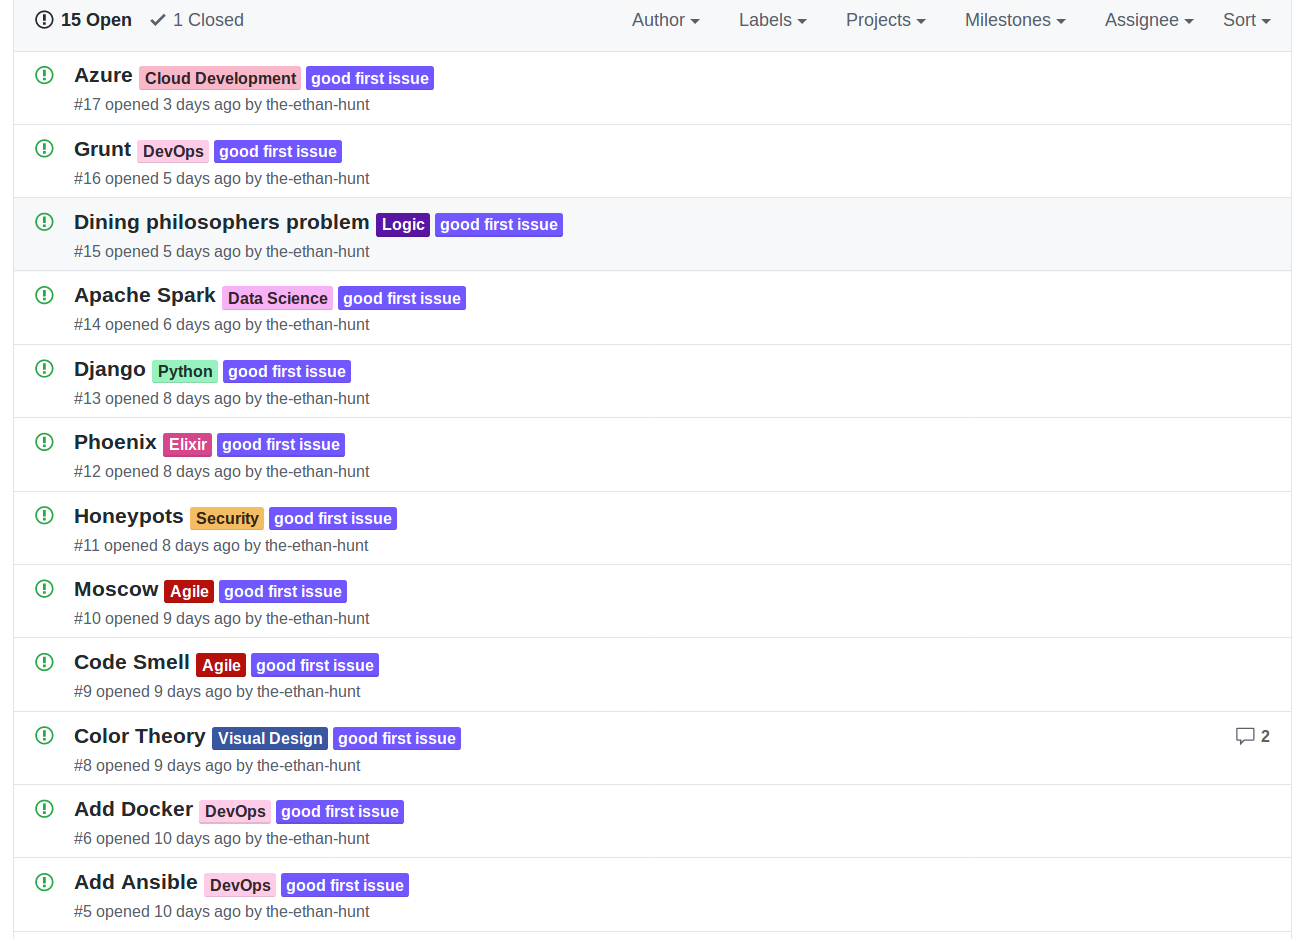 15 Open 1 Closed Author Labels Projects Milestones Assignee Sort
Azure Cloud Development good first issue
#17 opened 3 days ago by the-ethan-hunt
Grunt DevOps good first issue
#16 opened 5 days ago by the-ethan-hunt
Dining philosophers problem Logic good first issue
#15 opened 5 days ago by the-ethan-hunt
Apache Spark Data Science good first issue
#14 opened 6 days ago by the-ethan-hunt
Django Python good first issue
#13 opened 8 days ago by the-ethan-hunt
Phoenix Elixir good first issue
#12 opened 8 days ago by the-ethan-hunt
Honeypots Security good first issue
#11 opened 8 days ago by the-ethan-hunt
Moscow Agile good first issue
#10 opened 9 days ago by the-ethan-hunt
Code Smell Agile good first issue
#9 opened 9 days ago by the-ethan-hunt
Color Theory Visual Design good first issue 2
#8 opened 9 days ago by the-ethan-hunt
Add Docker DevOps good first issue
#6 opened 10 days ago by the-ethan-hunt
Add Ansible DevOps good first issue
#5 opened 10 days ago by the-ethan-hunt